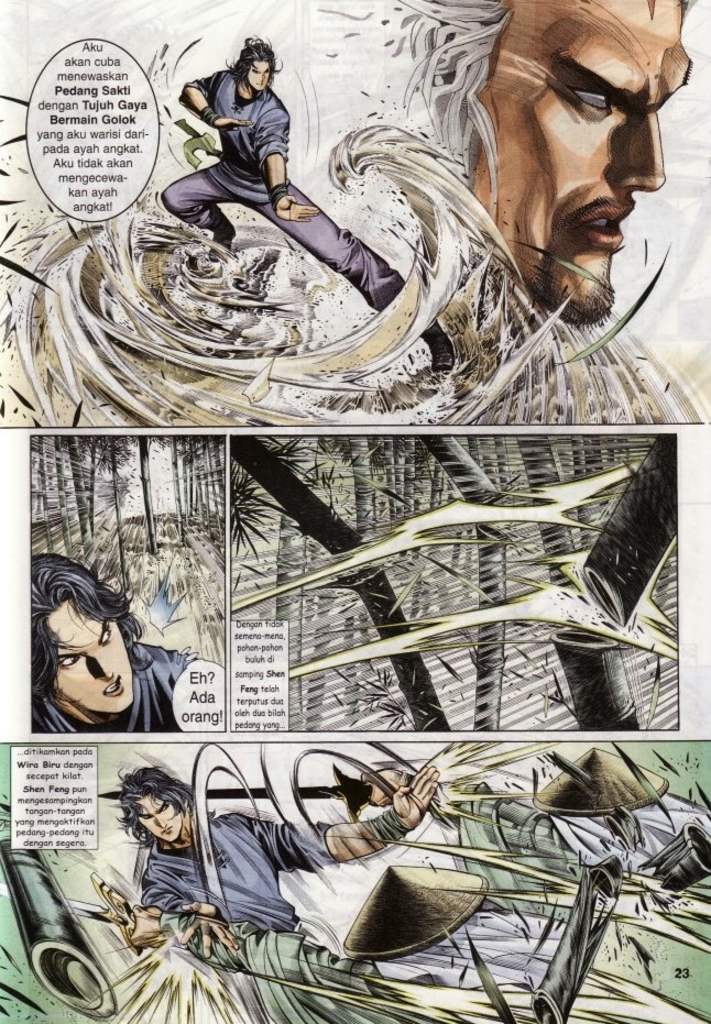 Aku
akan cuba
menewaskan
Pedang Sakti
dengan Tujuh Gaya
Bermain Golok
yang aku warisi dari-
pada ayah angkat.
Aku tidak akan
mengecewa-
kan ayah
angkat!
Eh?
Ada
orang!
Dengan tidak
semena-mena,
pohon-pohon
buluh di
samping Shen
Feng telah
terputus dua
oleh dua bilah
pedang yang...
...ditikamkan pada
Wira Biru dengan
secepat kilat.
Shen Feng pun
mengesampingkan
tangan-tangan
yang mengaktifkan
pedang-pedang itu
dengan segera.
23